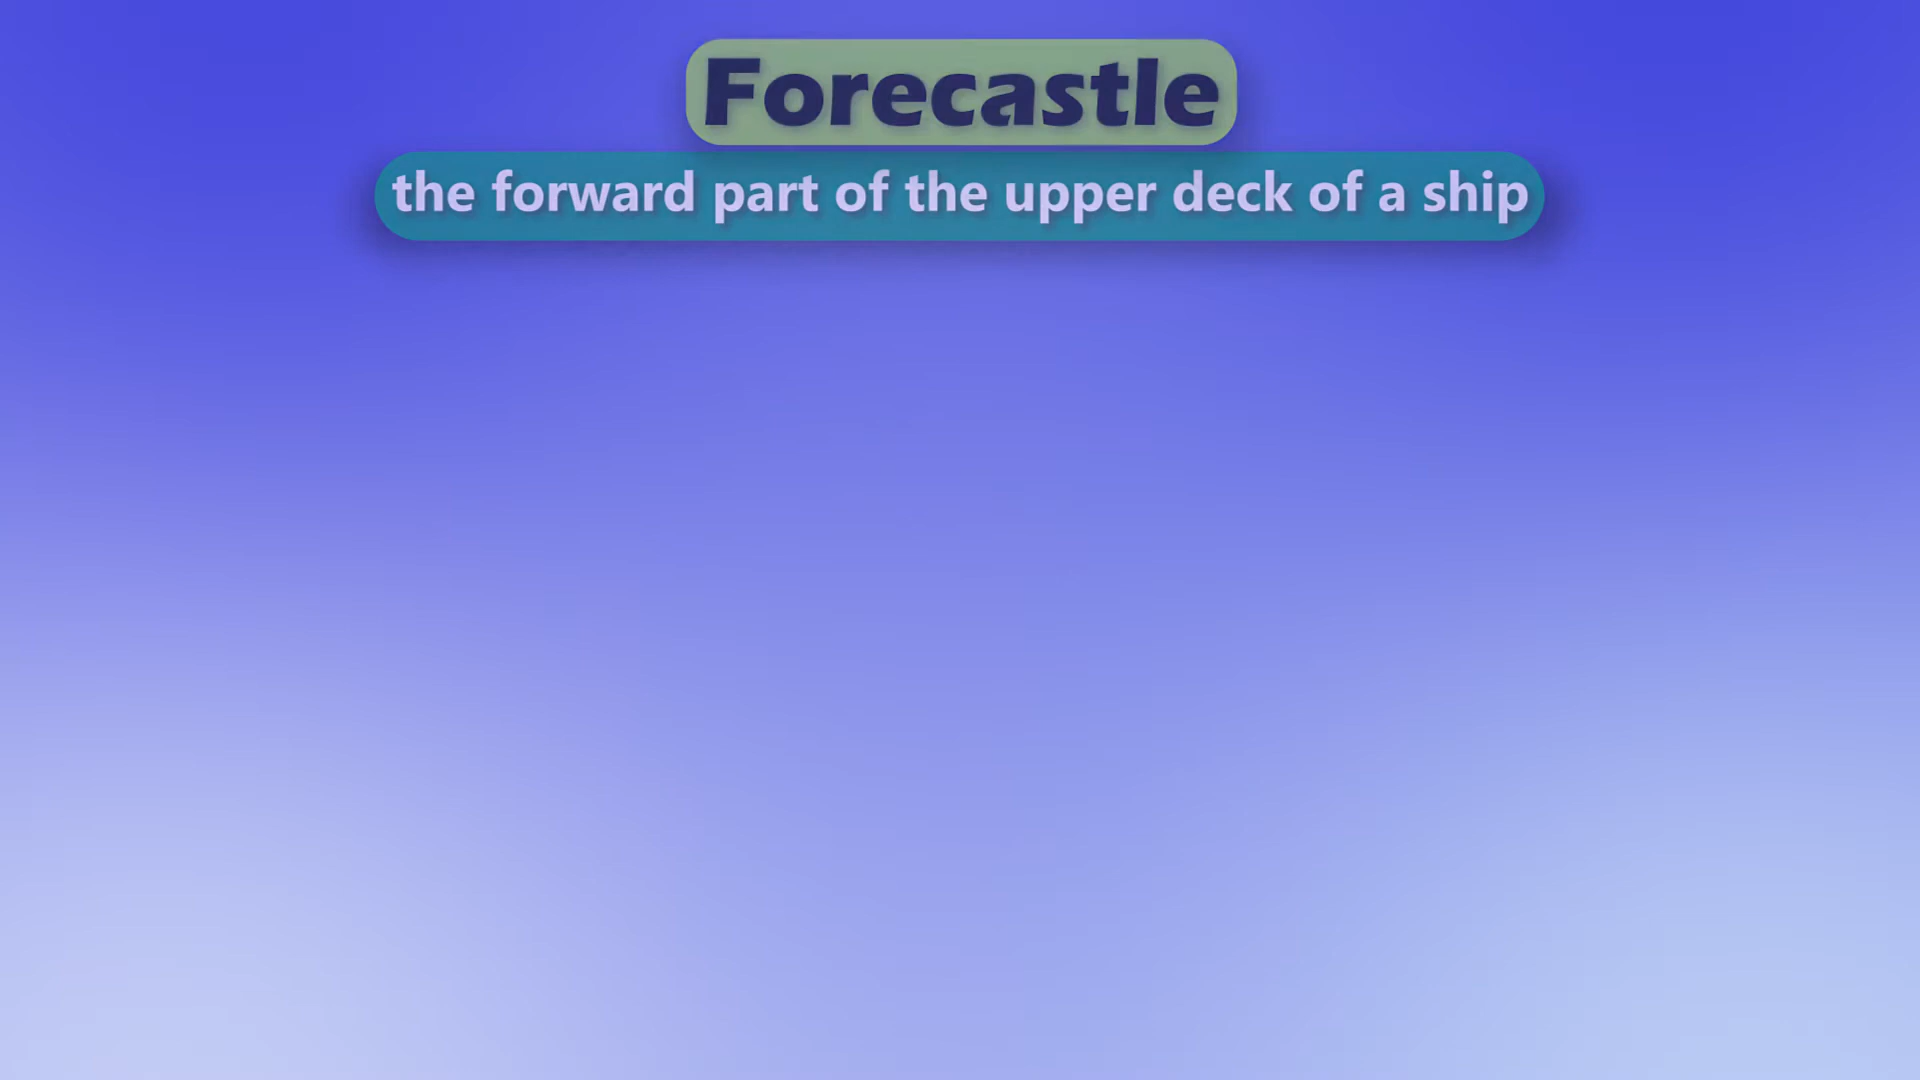 Forecastle
the forward part of the upper deck of a ship